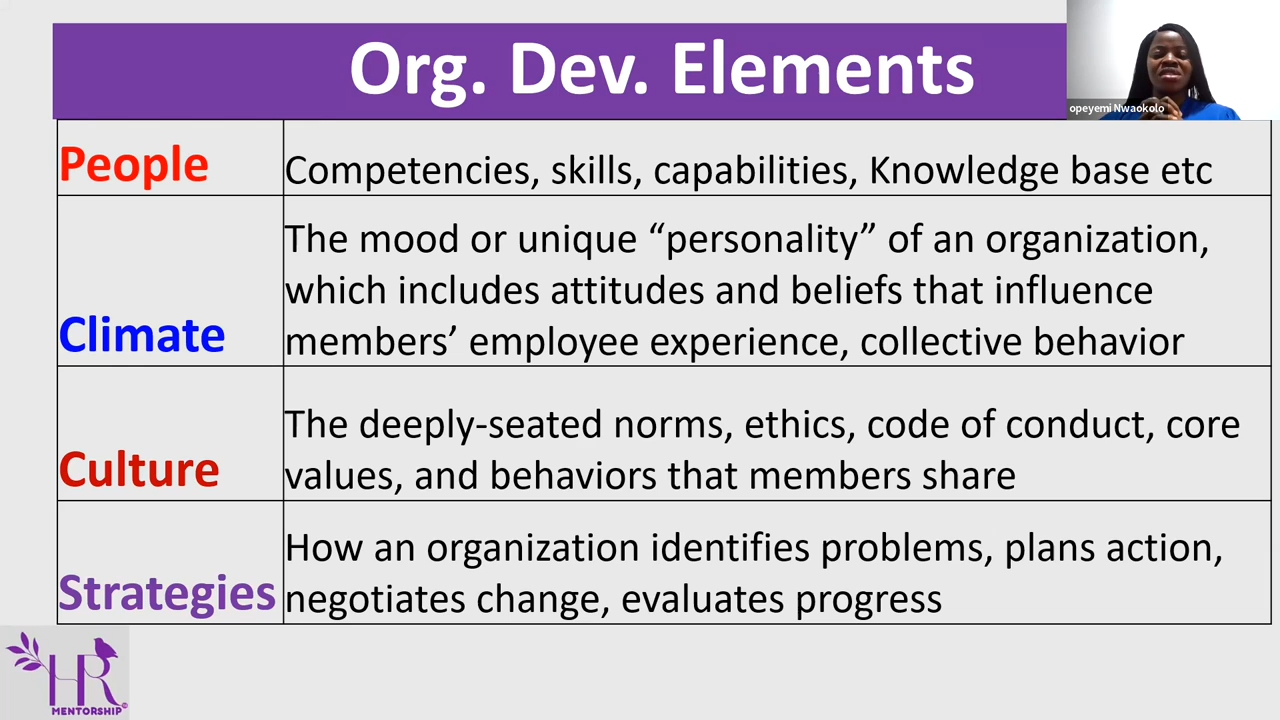 Org. Dev. Elements
opeyemi Nwaokolo
People
Competencies, skills, capabilities, Knowledge base etc
Climate
The mood or unique “personality” of an organization,
which includes attitudes and beliefs that influence
members’ employee experience, collective behavior
Culture
The deeply-seated norms, ethics, code of conduct, core
values, and behaviors that members share
Strategies
How an organization identifies problems, plans action,
negotiates change, evaluates progress
HR
MENTORSHIP